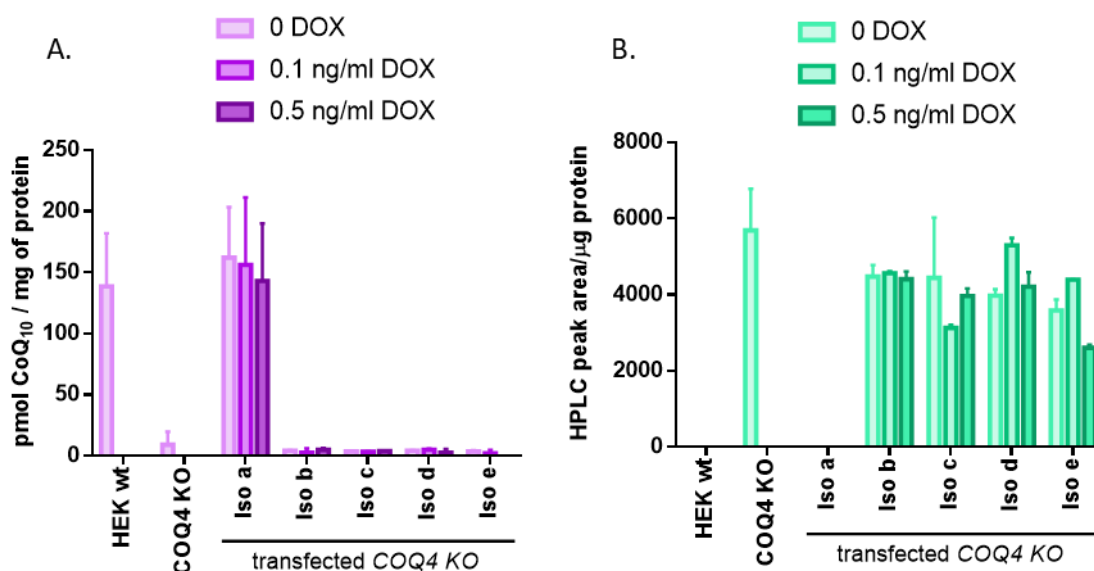 A.
0 DOX
0.1 ng/ml DOX
0.5 ng/ml DOX
pmol CoQ10 / mg of protein
250
200
150
100
50
0
HEK wt
COQ4 KO
Iso a
Iso b
Iso c
Iso d
Iso e
transfected COQ4 KO
B.
0 DOX
0.1 ng/ml DOX
0.5 ng/ml DOX
HPLC peak area/µg protein
8000
6000
4000
2000
0
HEK wt
COQ4 KO
Iso a
Iso b
Iso c
Iso d
Iso e
transfected COQ4 KO